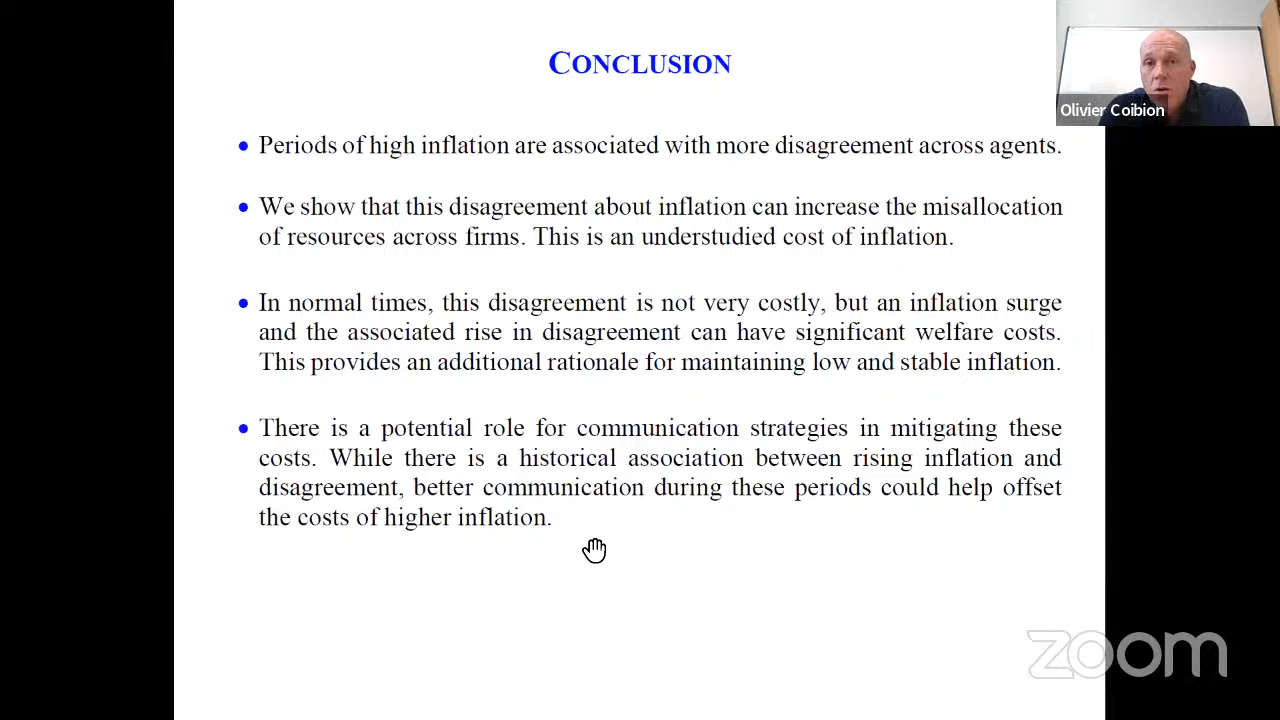 CONCLUSION
Olivier Coibion
• Periods of high inflation are associated with more disagreement across agents.
• We show that this disagreement about inflation can increase the misallocation
of resources across firms. This is an understudied cost of inflation.
• In normal times, this disagreement is not very costly, but an inflation surge
and the associated rise in disagreement can have significant welfare costs.
This provides an additional rationale for maintaining low and stable inflation.
• There is a potential role for communication strategies in mitigating these
costs. While there is a historical association between rising inflation and
disagreement, better communication during these periods could help offset
the costs of higher inflation.
zoom